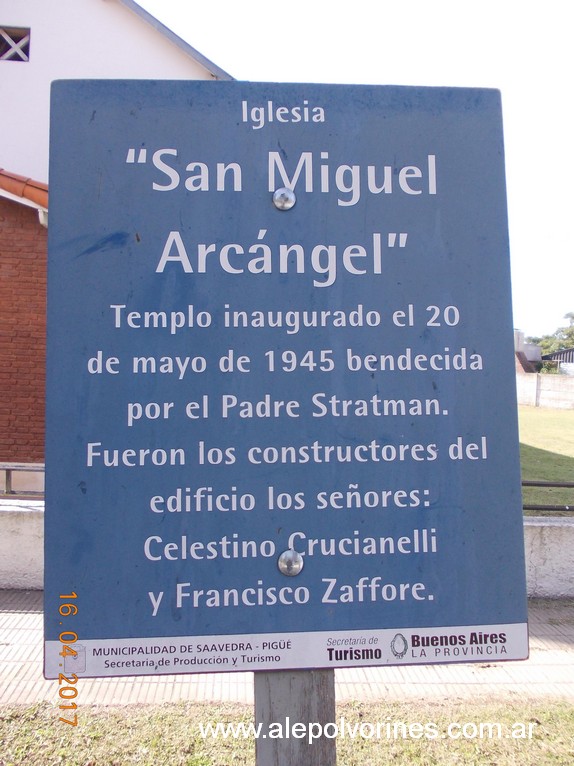 Iglesia
"San Miguel
Arcángel"
Templo inaugurado el 20
de mayo de 1945 bendecida
por el Padre Stratman.
Fueron los constructores del
edificio los señores:
Celestino Crucianelli
y Francisco Zaffore.
MUNICIPALIDAD DE SAAVEDRA - PIGÜÉ
Secretaría de Producción y Turismo
Secretaría de
Turismo
Buenos Aires
LA PROVINCIA
16.04.2017
www.alepolvorines.com.ar